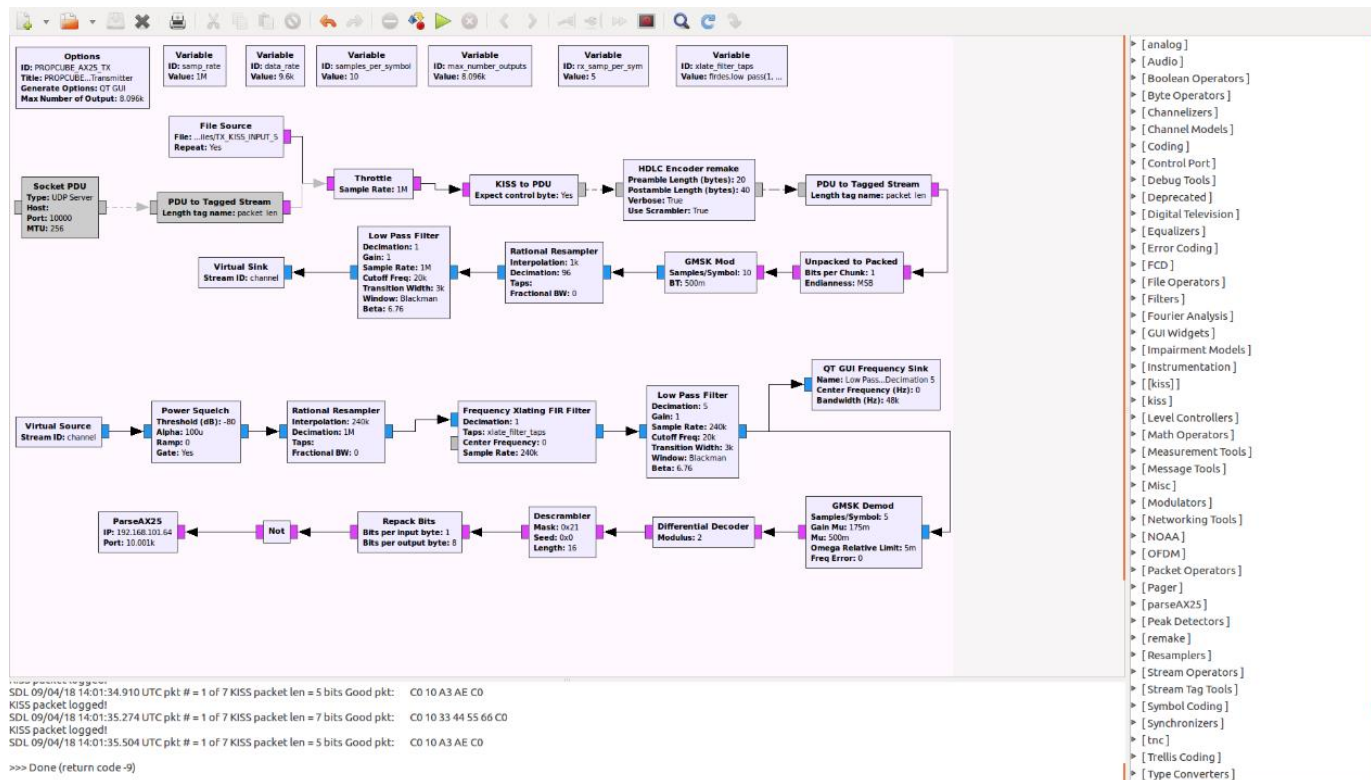 Options
ID: PROPCUBE_AX25_TX
Title: PROPCUBE...Transmitter
Generate Options: QT GUI
Max Number of Output: 8.096k
Variable
ID: samp_rate
Value: 1M
Variable
ID: data_rate
Value: 9.6k
Variable
ID: samples_per_symbol
Value: 10
Variable
ID: max_number_outputs
Value: 8.096k
Variable
ID: rx_samp_per_sym
Value: 5
Variable
ID: xlate_filter_taps
Value: firdes.low_pass(1, ...
File Source
File: ...iles/TX_KISS_INPUT_5
Repeat: Yes
Socket PDU
Type: UDP Server
Host:
Port: 10000
MTU: 256
PDU to Tagged Stream
Length tag name: packet_len
Throttle
Sample Rate: 1M
KISS to PDU
Expect control byte: Yes
HDLC Encoder remake
Preamble Length (bytes): 20
Postamble Length (bytes): 40
Verbose: True
Use Scrambler: True
PDU to Tagged Stream
Length tag name: packet_len
Virtual Sink
Stream ID: channel
Low Pass Filter
Decimation: 1
Gain: 1
Sample Rate: 1M
Cutoff Freq: 20k
Transition Width: 3k
Window: Blackman
Beta: 6.76
Rational Resampler
Interpolation: 1k
Decimation: 96
Taps:
Fractional BW: 0
GMSK Mod
Samples/Symbol: 10
BT: 500m
Unpacked to Packed
Bits per Chunk: 1
Endianness: MSB
Virtual Source
Stream ID: channel
Power Squelch
Threshold (dB): -80
Alpha: 100u
Ramp: 0
Gate: Yes
Rational Resampler
Interpolation: 240k
Decimation: 1M
Taps:
Fractional BW: 0
Frequency Xlating FIR Filter
Decimation: 1
Taps: xlate_filter_taps
Center Frequency: 0
Sample Rate: 240k
Low Pass Filter
Decimation: 5
Gain: 1
Sample Rate: 240k
Cutoff Freq: 20k
Transition Width: 3k
Window: Blackman
Beta: 6.76
QT GUI Frequency Sink
Name: Low Pass...Decimation 5
Center Frequency (Hz): 0
Bandwidth (Hz): 48k
ParseAX25
IP: 192.168.101.64
Port: 10.001k
Not
Repack Bits
Bits per input byte: 1
Bits per output byte: 8
Descrambler
Mask: 0x21
Seed: 0x0
Length: 16
Differential Decoder
Modulus: 2
GMSK Demod
Samples/Symbol: 5
Gain Mu: 175m
Mu: 500m
Omega Relative Limit: 5m
Freq Error: 0
KISS packet logged!
SDL 09/04/18 14:01:34.910 UTC pkt # = 1 of 7 KISS packet len = 5 bits Good pkt: C0 10 A3 AE C0
KISS packet logged!
SDL 09/04/18 14:01:35.274 UTC pkt # = 1 of 7 KISS packet len = 7 bits Good pkt: C0 10 33 44 55 66 C0
KISS packet logged!
SDL 09/04/18 14:01:35.504 UTC pkt # = 1 of 7 KISS packet len = 5 bits Good pkt: C0 10 A3 AE C0
>>> Done (return code -9)
[ analog ]
[ Audio ]
[ Boolean Operators ]
[ Byte Operators ]
[ Channelizers ]
[ Channel Models ]
[ Coding ]
[ Control Port ]
[ Debug Tools ]
[ Deprecated ]
[ Digital Television ]
[ Equalizers ]
[ Error Coding ]
[ FCD ]
[ File Operators ]
[ Filters ]
[ Fourier Analysis ]
[ GUI Widgets ]
[ Impairment Models ]
[ Instrumentation ]
[ [kiss] ]
[ kiss ]
[ Level Controllers ]
[ Math Operators ]
[ Measurement Tools ]
[ Message Tools ]
[ Misc ]
[ Modulators ]
[ Networking Tools ]
[ NOAA ]
[ OFDM ]
[ Packet Operators ]
[ Pager ]
[ parseAX25 ]
[ Peak Detectors ]
[ remake ]
[ Resamplers ]
[ Stream Operators ]
[ Stream Tag Tools ]
[ Symbol Coding ]
[ Synchronizers ]
[ tnc ]
[ Trellis Coding ]
[ Type Converters ]